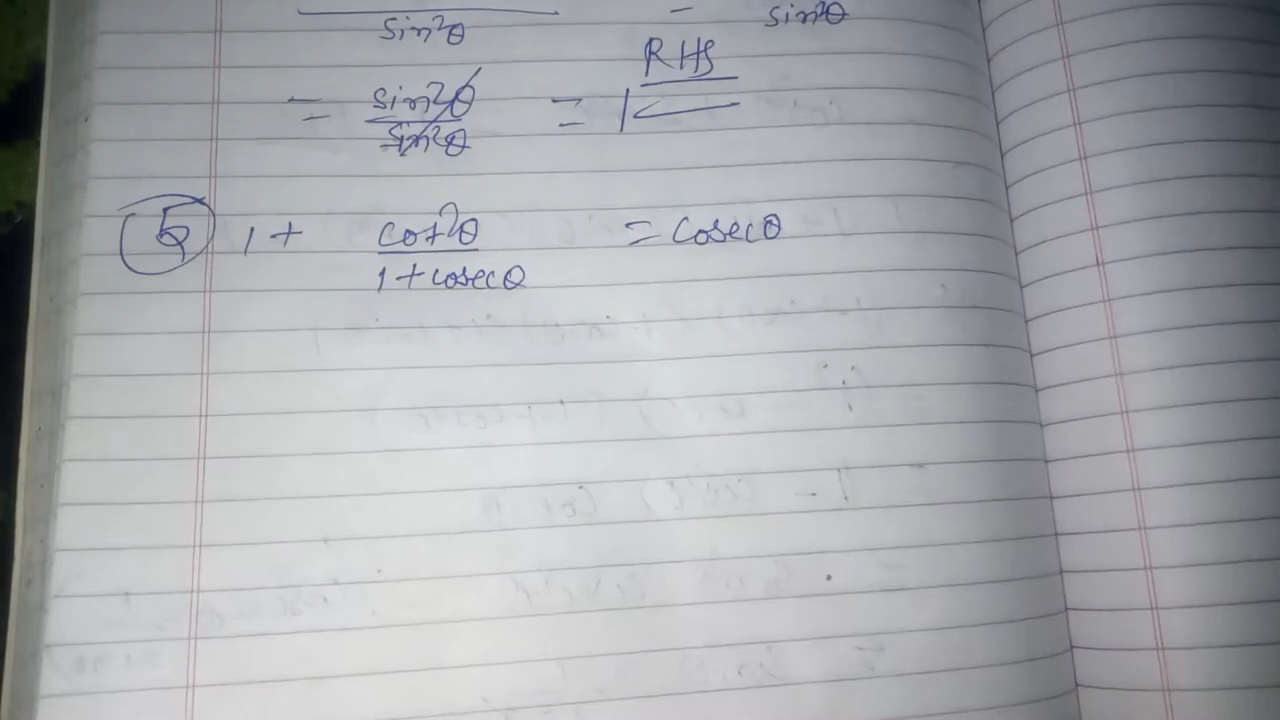 sin²θ - sin²θ
RHS
= sin²θ/sin²θ = 1
5 1 + cot²θ/1+cosecθ = cosecθ